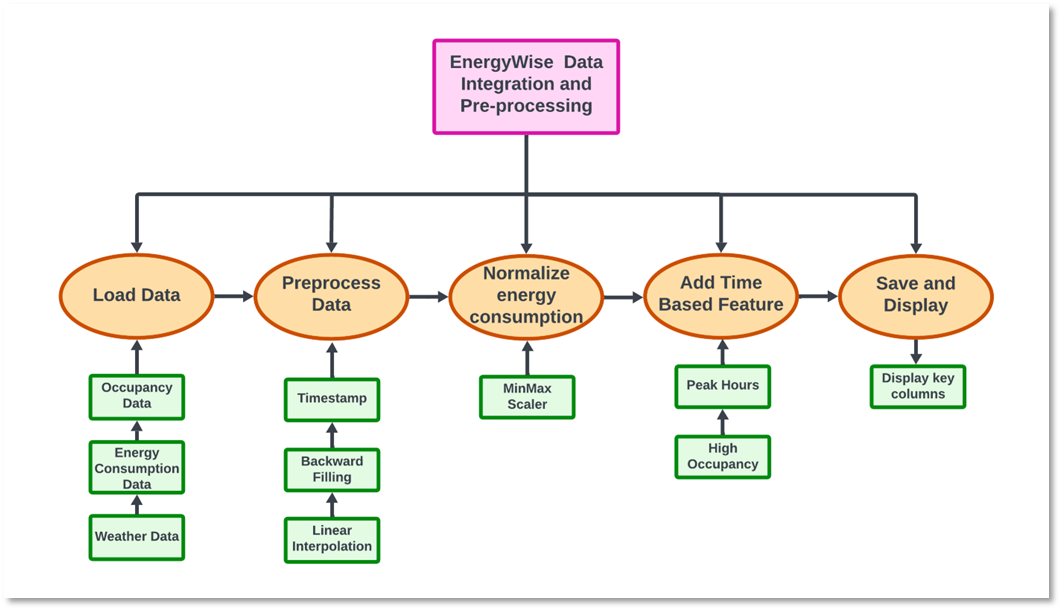 EnergyWise Data
Integration and
Pre-processing
Load Data
Preprocess
Data
Normalize
energy
consumption
Add Time
Based Feature
Save and
Display
Occupancy
Data
Energy
Consumption
Data
Weather Data
Timestamp
Backward
Filling
Linear
Interpolation
MinMax
Scaler
Peak Hours
High
Occupancy
Display key
columns